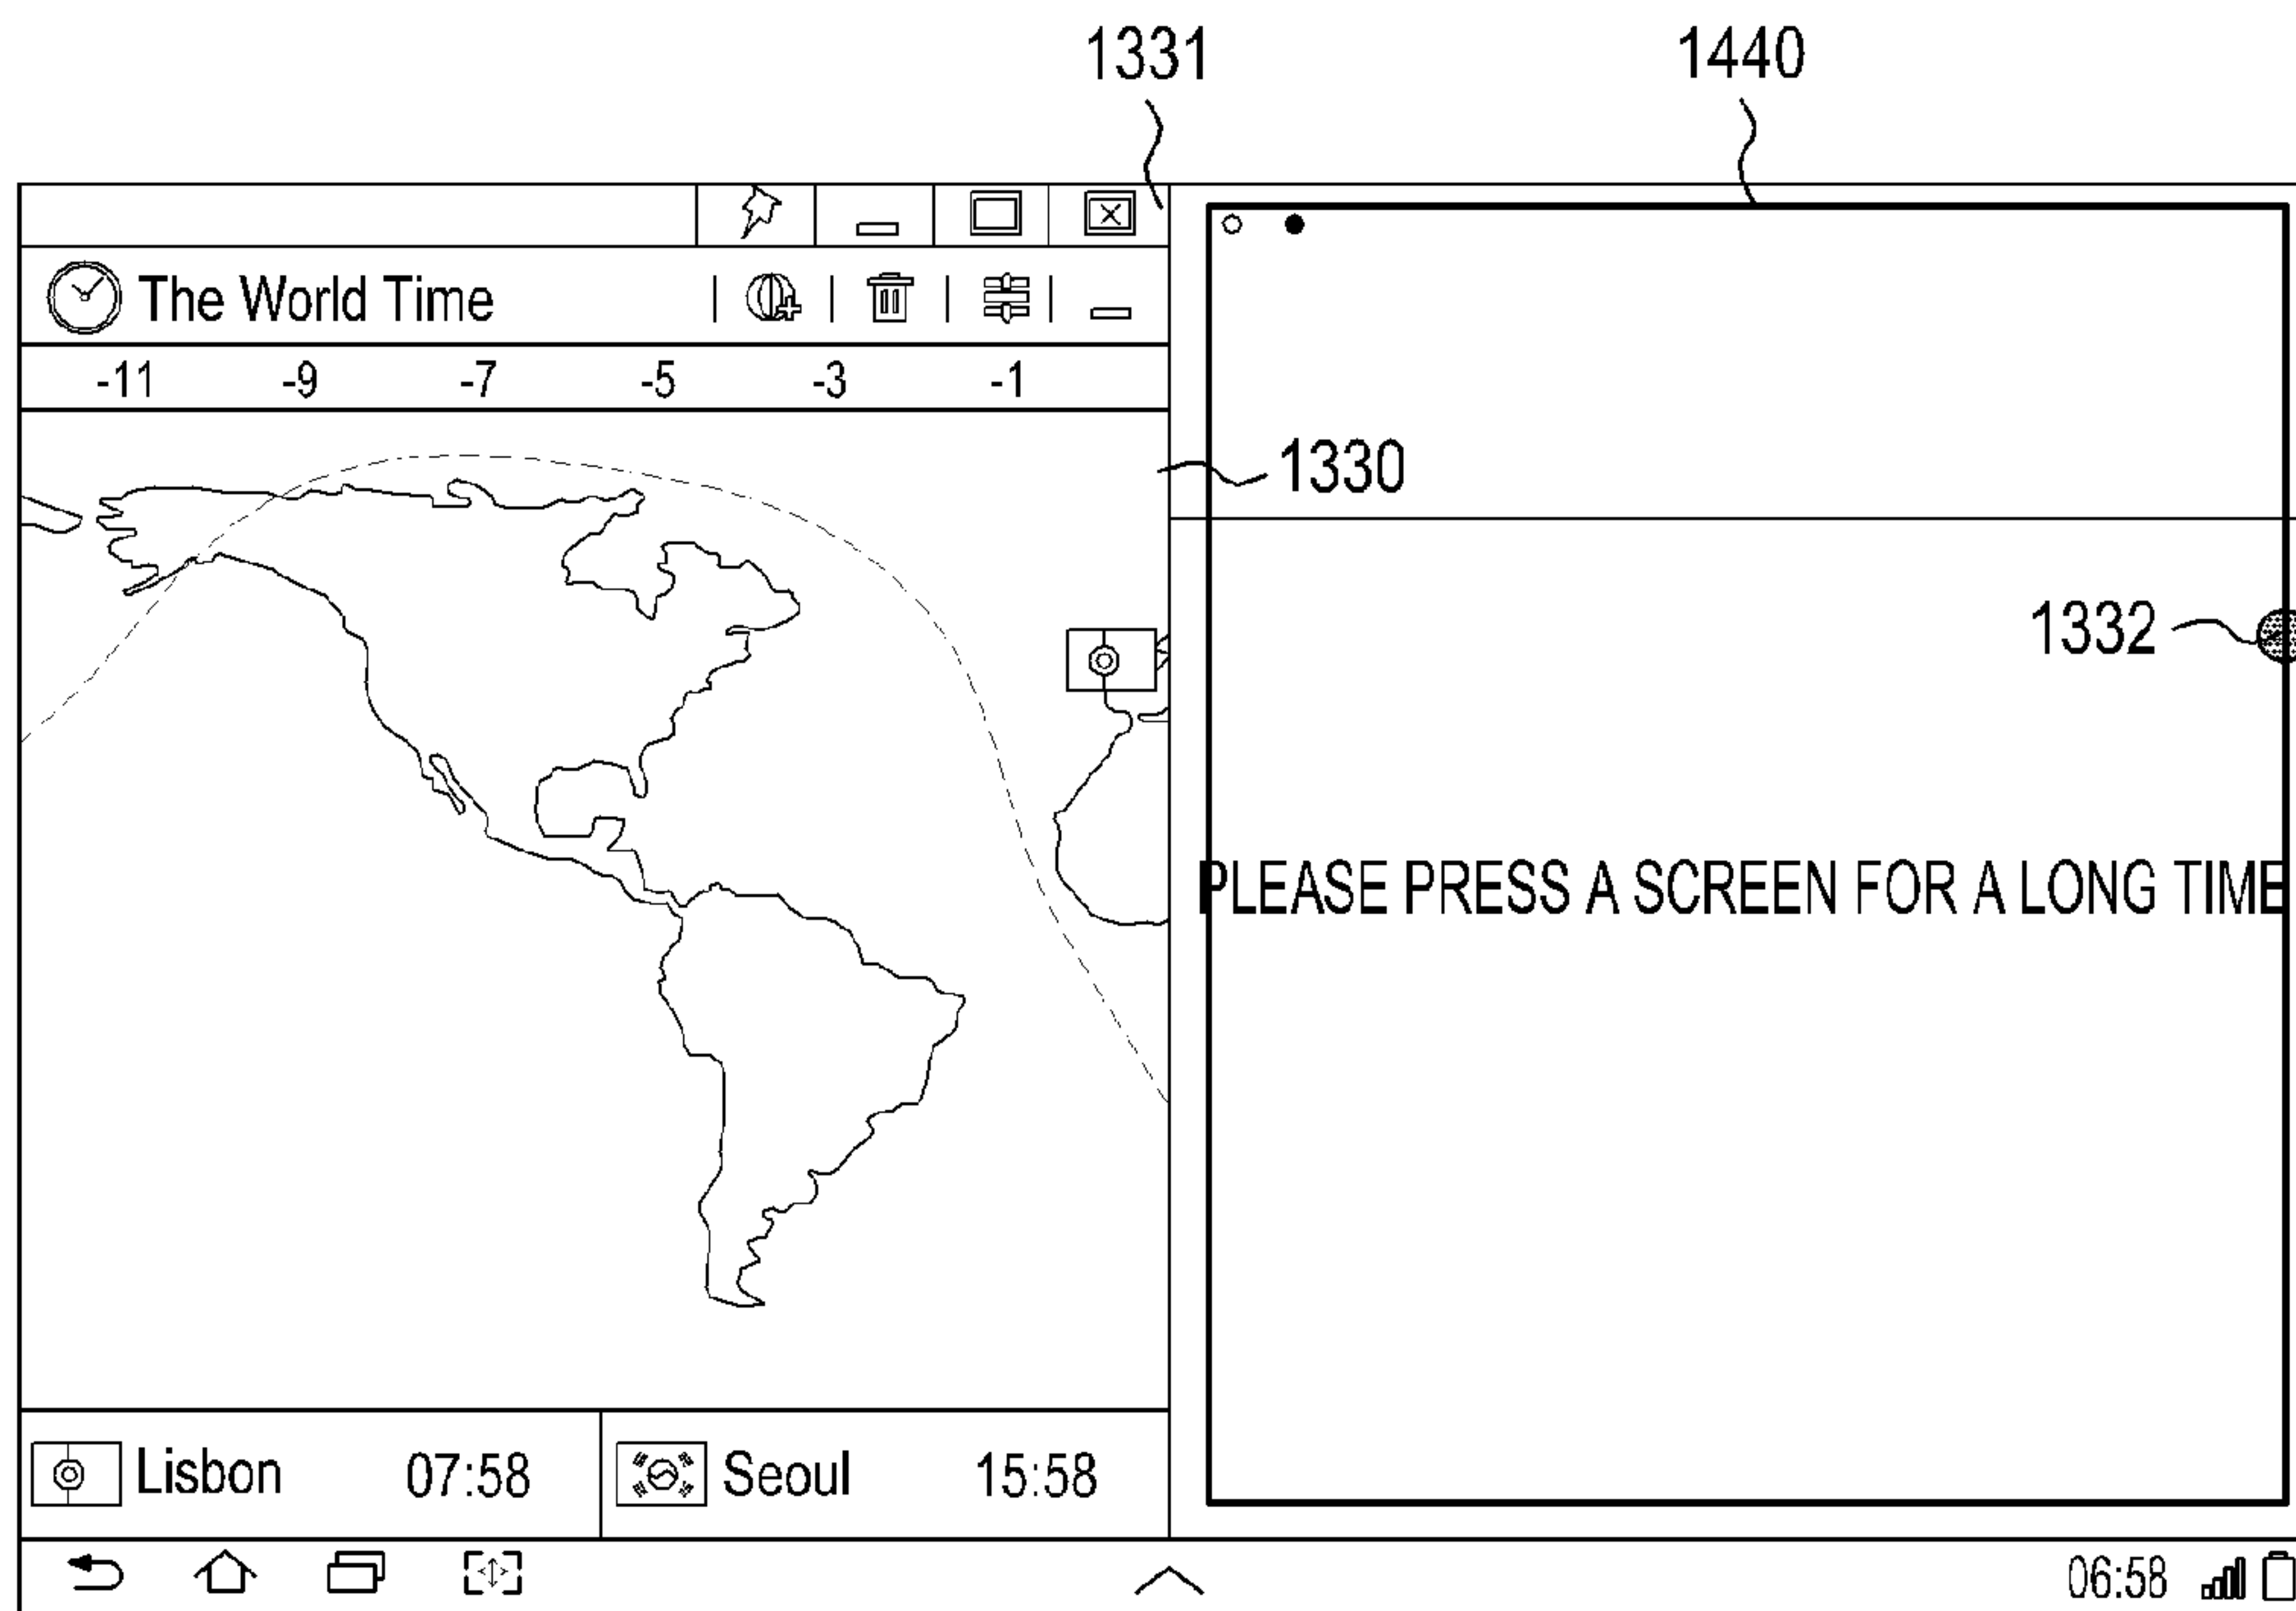 1331 1440
The World Time
-11 -9 -7 -5 -3 -1
1330
1332
PLEASE PRESS A SCREEN FOR A LONG TIME
Lisbon 07:58 Seoul 15:58
06:58